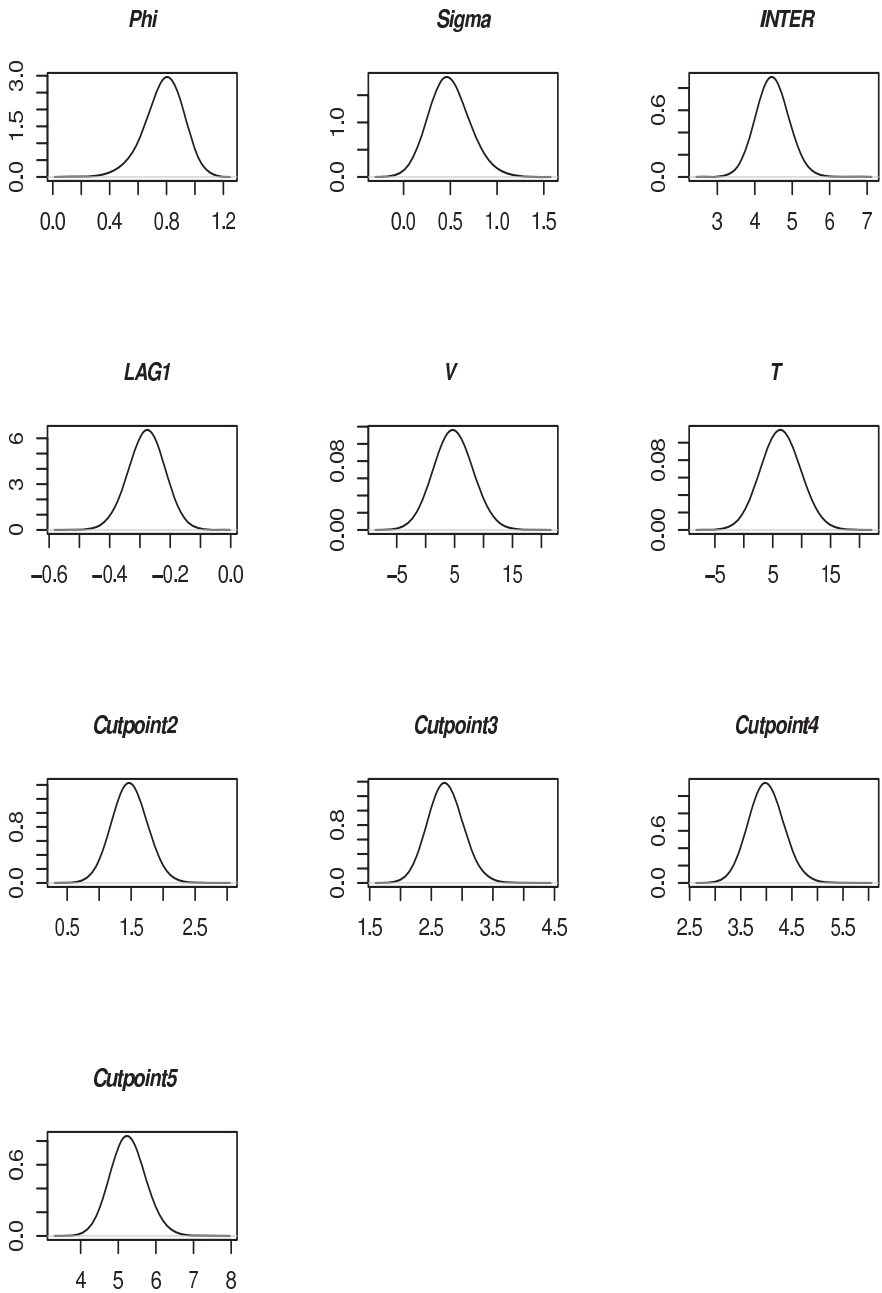 Phi Sigma INTER
0.0 1.5 3.0
0.0 1.0
0.0 0.6
0.0 0.4 0.8 1.2
0.0 0.5 1.0 1.5
3 4 5 6 7
LAG1 V T
0 3 6
0.00 0.08
0.00 0.08
−0.6 −0.4 −0.2 0.0
−5 5 15
−5 5 15
Cutpoint2 Cutpoint3 Cutpoint4
0.0 0.8
0.0 0.8
0.0 0.6
0.5 1.5 2.5
1.5 2.5 3.5 4.5
2.5 3.5 4.5 5.5
Cutpoint5
0.0 0.6
4 5 6 7 8